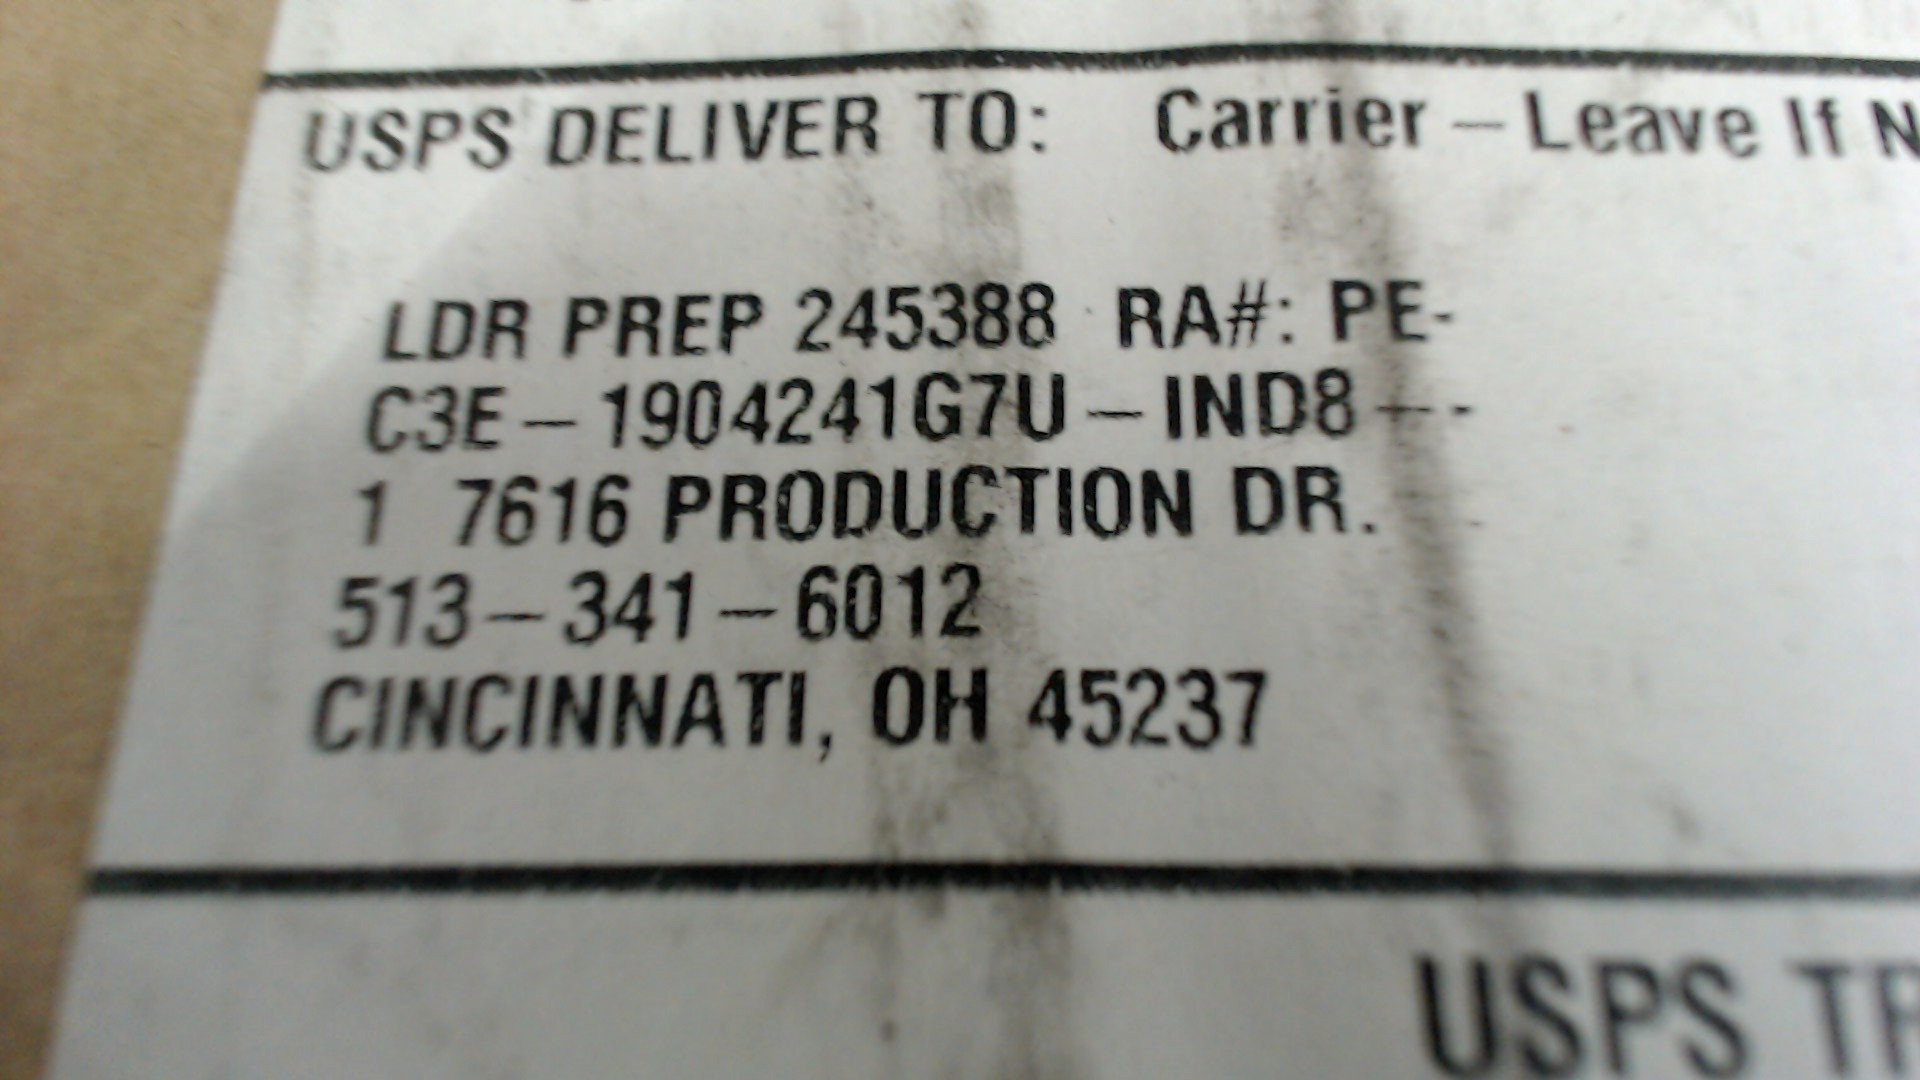 USPS DELIVER TO: Carrier – Leave If
LDR PREP 245388 RA#: PE-
C3E – 1904241G7U – IND8 – -
1 7616 PRODUCTION DR.
513 – 341 – 6012
CINCINNATI, OH 45237
USPS